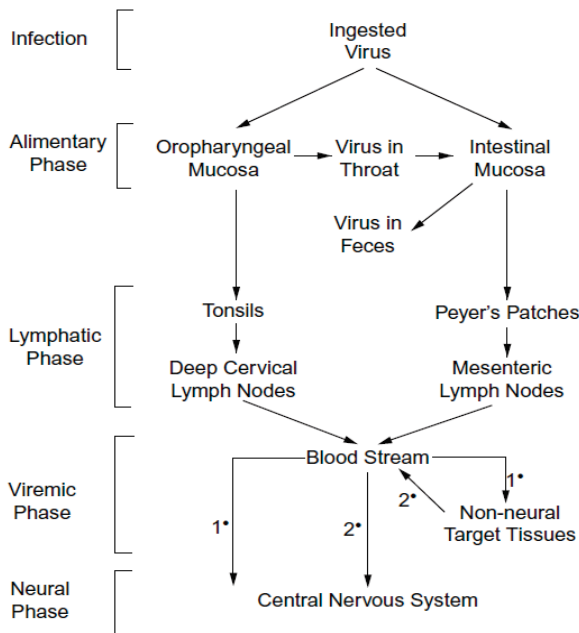 Infection
Ingested
Virus
Alimentary
Phase
Oropharyngeal
Mucosa
Virus in
Throat
Intestinal
Mucosa
Virus in
Feces
Lymphatic
Phase
Tonsils
Peyer's Patches
Deep Cervical
Lymph Nodes
Mesenteric
Lymph Nodes
Viremic
Phase
Blood Stream
1•
2•
2•
1•
Non-neural
Target Tissues
Neural
Phase
Central Nervous System